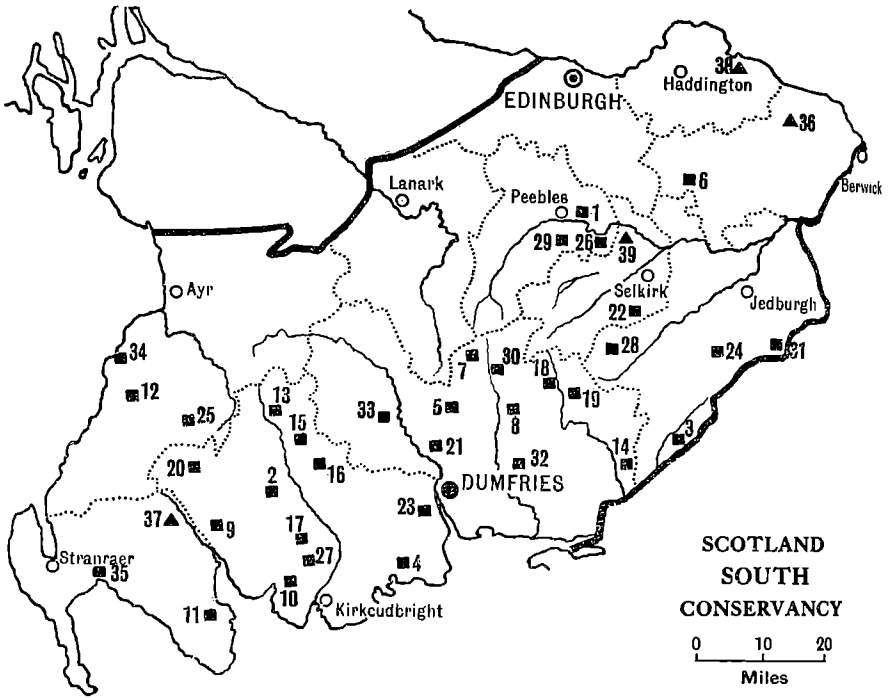 38
Haddington
EDINBURGH
36
6
Berwick
Lanark
Peebles
1
29
26
39
Selkirk
Jedburgh
Ayr
22
28
24
31
34
7
30
18
12
13
19
5
8
33
25
15
21
3
20
16
32
14
2
DUMFRIES
37
9
23
17
Stranraer
35
27
4
10
Kirkcudbright
11
SCOTLAND
SOUTH
CONSERVANCY
0 10 20
Miles